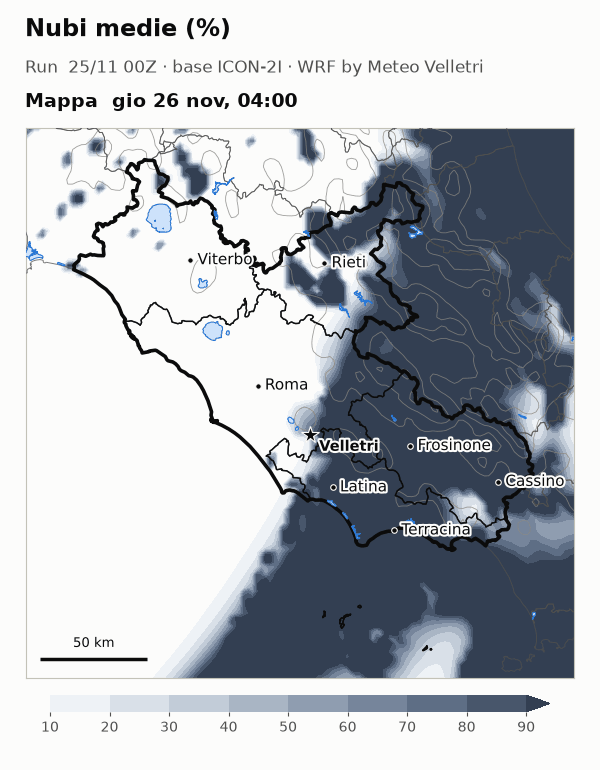 Nubi medie (%)
Run  25/11 00Z · base ICON-2I · WRF by Meteo Velletri
Mappa  gio 26 nov, 04:00
Viterbo
Rieti
Roma
Velletri
Frosinone
Latina
Cassino
Terracina
50 km
10 20 30 40 50 60 70 80 90